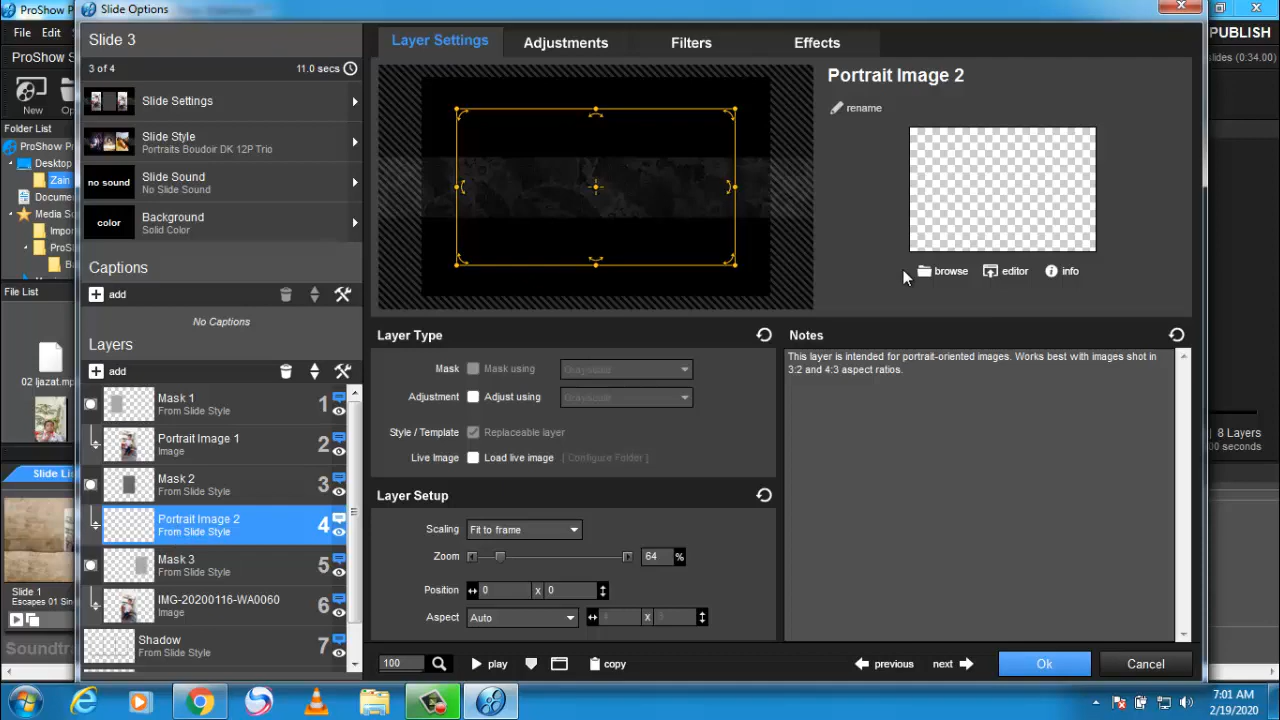 ProShow P
Slide Options
File Edit
ProShow S
New
Op
Folder List
ProShow P
Desktop
Zain
Docume
Media So
Impor
ProS
B
File List
02 ljazat.mp
Slide List
Slide 1
Escapes 01 Sin
Soundtra
Slide 3
3 of 4
11.0 secs
Slide Settings
Slide Style
Portraits Boudoir DK 12P Trio
no sound
Slide Sound
No Slide Sound
color
Background
Solid Color
Captions
add
No Captions
Layers
add
Mask 1
From Slide Style
1
Portrait Image 1
Image
2
Mask 2
From Slide Style
3
Portrait Image 2
From Slide Style
4
Mask 3
From Slide Style
5
IMG-20200116-WA0060
Image
6
Shadow
From Slide Style
7
Layer Settings
Adjustments
Filters
Effects
Portrait Image 2
rename
browse
editor
info
Layer Type
Mask
Mask using
Grayscale
Adjustment
Adjust using
Grayscale
Style / Template
Replaceable layer
Live Image
Load live image
[ Configure Folder ]
Layer Setup
Scaling
Fit to frame
Zoom
64
%
Position
0
x
0
Aspect
Auto
x
Notes
This layer is intended for portrait-oriented images. Works best with images shot in
3:2 and 4:3 aspect ratios.
100
play
copy
previous
next
Ok
Cancel
PUBLISH
slides (0:34.00)
8 Layers
00 seconds
7:01 AM
2/19/2020